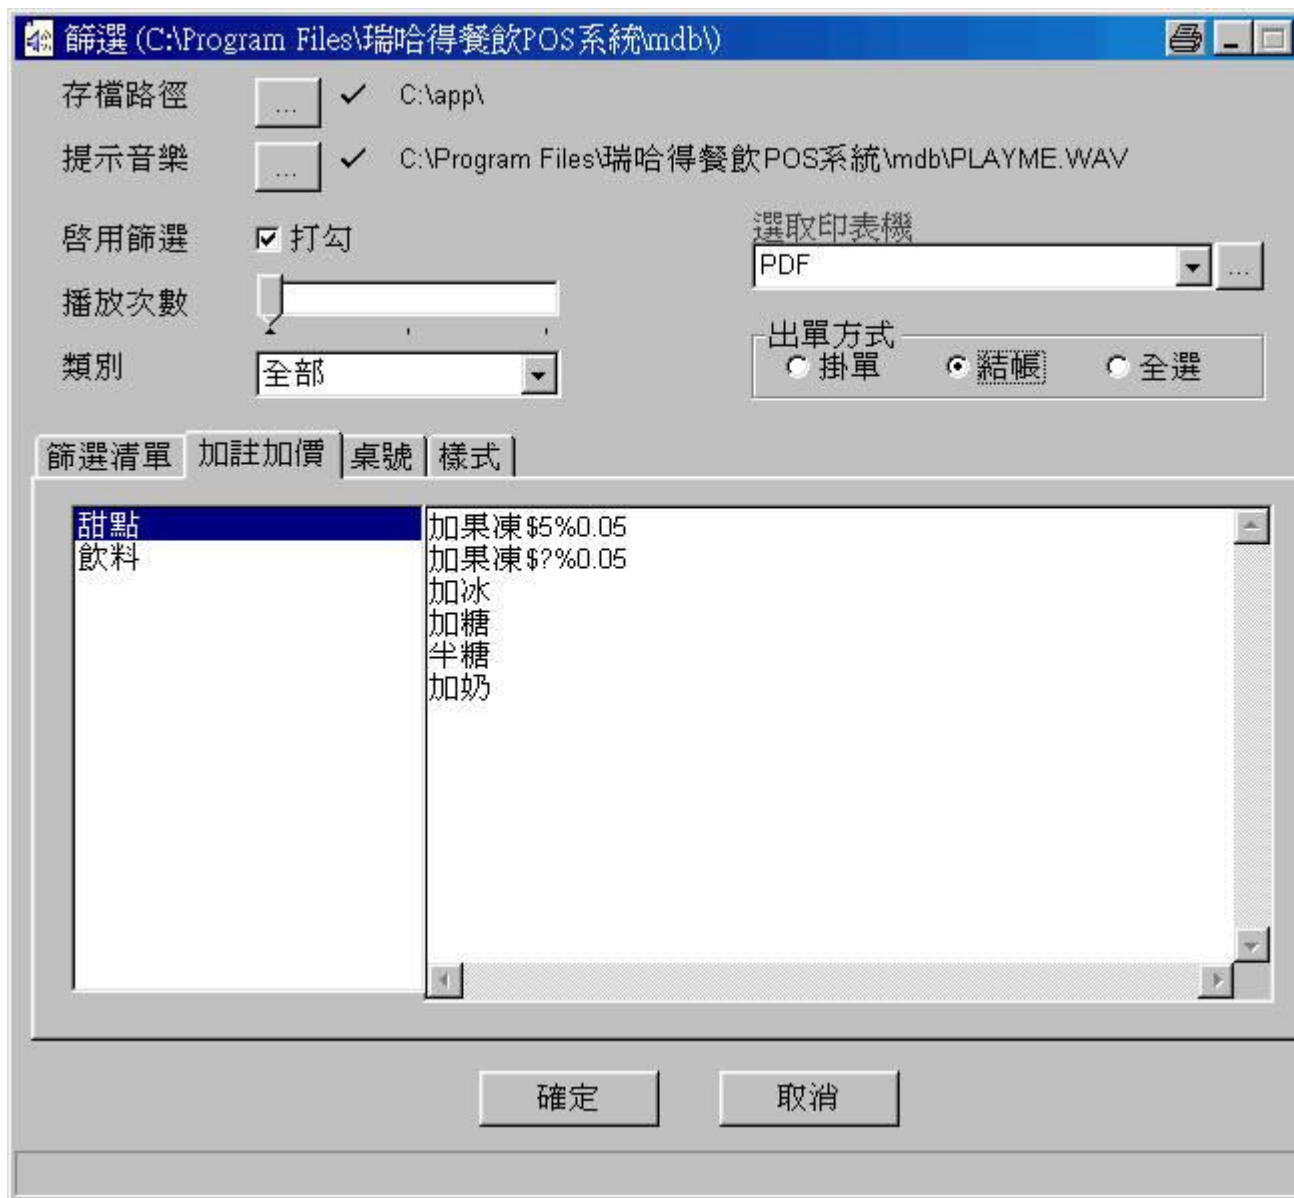 篩選 (C:\Program Files\瑞哈得餐飲POS系統\mdb\)
存檔路徑 ... C:\app\
提示音樂 ... C:\Program Files\瑞哈得餐飲POS系統\mdb\PLAYME.WAV
啓用篩選 打勾
選取印表機
PDF ...
播放次數
出單方式
掛單 結帳 全選
類別 全部
篩選清單 加註加價 桌號 樣式
甜點
飲料
加果凍$5%0.05
加果凍$?%0.05
加冰
加糖
半糖
加奶
確定 取消